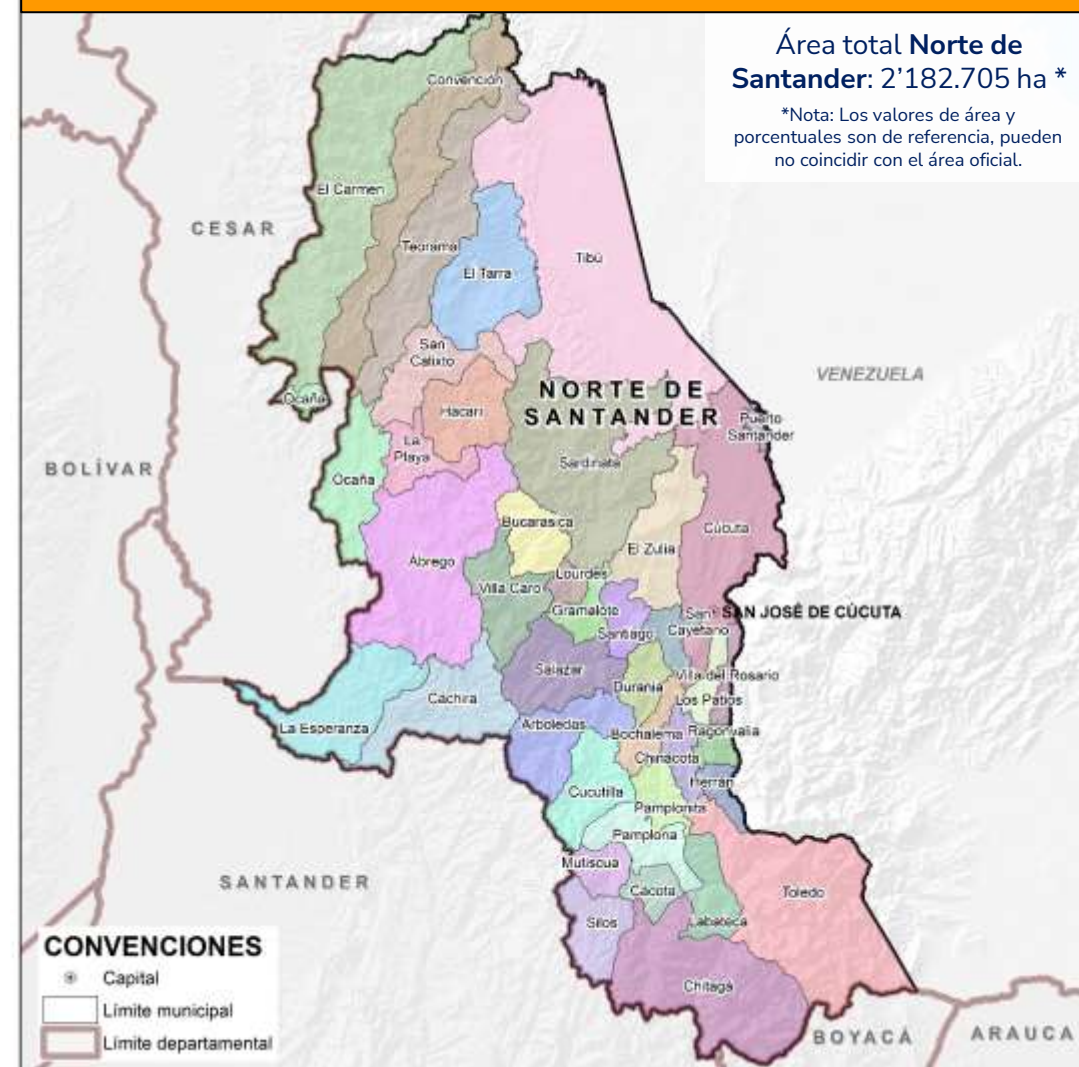 Área total Norte de
Santander: 2'182.705 ha *
*Nota: Los valores de área y
porcentuales son de referencia, pueden
no coincidir con el área oficial.
Convención
El Carmen
CESAR
Teorama
El Tarra
Tibú
San
Calixto
VENEZUELA
NORTE DE
SANTANDER
Ocaña
Hacarí
Puerto
Santander
La
Playa
BOLÍVAR
Sardinata
Ocaña
Bucarasica
Cúcuta
El Zulia
Ábrego
Lourdes
Villa Caro
Gramalote
San
Cayetano
SAN JOSÉ DE CÚCUTA
Santiago
Salazar
Villa del Rosario
Durania
Cáchira
Los Patios
La Esperanza
Arboledas
Bochalema
Ragonvalia
Chinácota
Herrán
Cucutilla
Pamplonita
Pamplona
Mutiscua
SANTANDER
Cácota
Toledo
Silos
Labateca
Chitagá
CONVENCIONES
Capital
Límite municipal
Límite departamental
BOYACÁ
ARAUCA